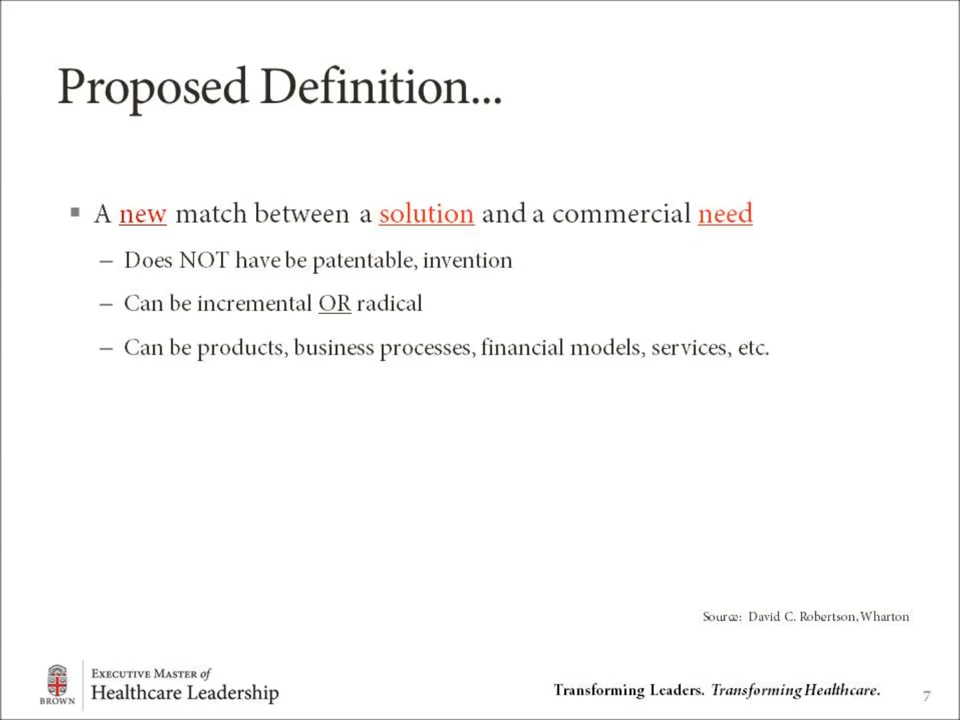 Proposed Definition...
▪ A new match between a solution and a commercial need
– Does NOT have be patentable, invention
– Can be incremental OR radical
– Can be products, business processes, financial models, services, etc.
Source: David C. Robertson, Wharton
BROWN
EXECUTIVE MASTER of
Healthcare Leadership
Transforming Leaders. Transforming Healthcare.
7